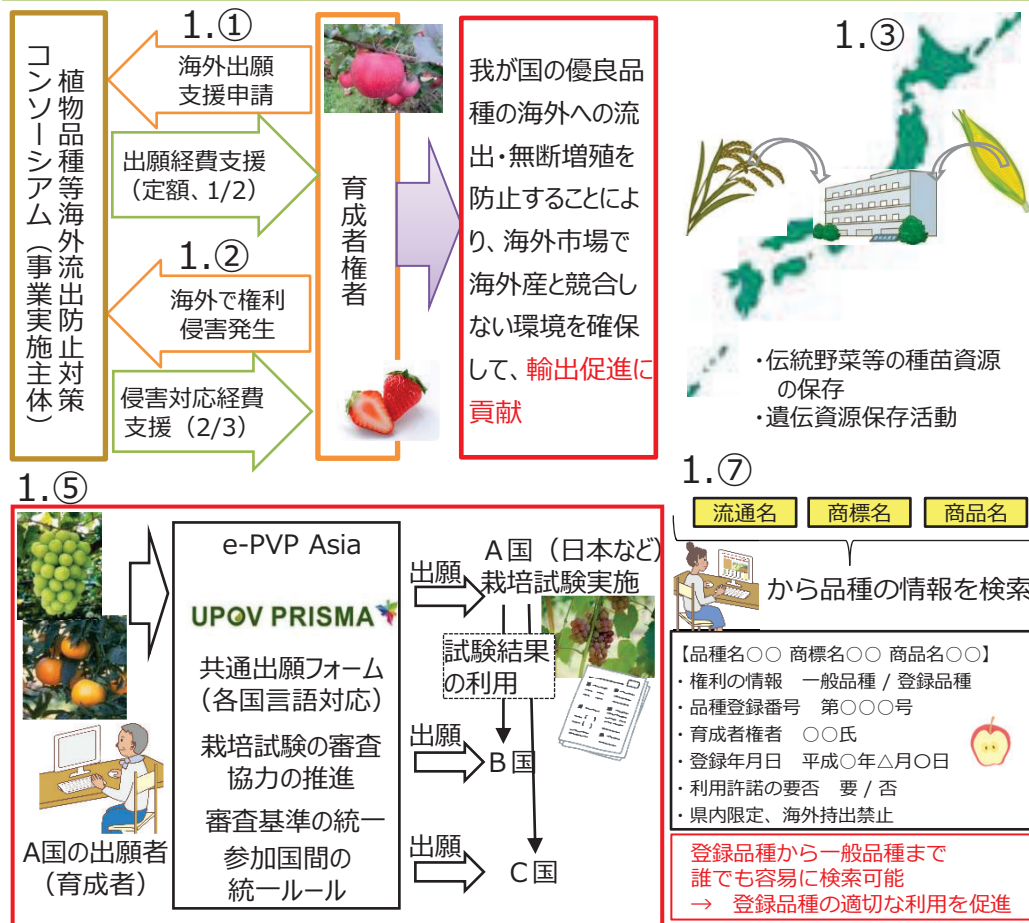 1.①
海外出願
支援申請
出願経費支援
（定額、1/2）
1.②
海外で権利
侵害発生
侵害対応経費
支援（2/3）
植物品種等海外流出防止対策
コンソーシアム（事業実施主体）
育成者権者
我が国の優良品
種の海外への流
出・無断増殖を
防止することによ
り、海外市場で
海外産と競合し
ない環境を確保
して、輸出促進に
貢献
1.③
・伝統野菜等の種苗資源
の保存
・遺伝資源保存活動
1.⑤
A国の出願者
（育成者）
e-PVP Asia
UPOV PRISMA
共通出願フォーム
（各国言語対応）
栽培試験の審査
協力の推進
審査基準の統一
参加国間の
統一ルール
出願
A国（日本など）
栽培試験実施
試験結果
の利用
出願
B国
出願
C国
1.⑦
流通名 商標名 商品名
から品種の情報を検索
【品種名○○ 商標名○○ 商品名○○】
・権利の情報　一般品種 / 登録品種
・品種登録番号　第○○○号
・育成者権者　○○氏
・登録年月日　平成○年△月〇日
・利用許諾の要否　要 / 否
・県内限定、海外持出禁止
登録品種から一般品種まで
誰でも容易に検索可能
→　登録品種の適切な利用を促進